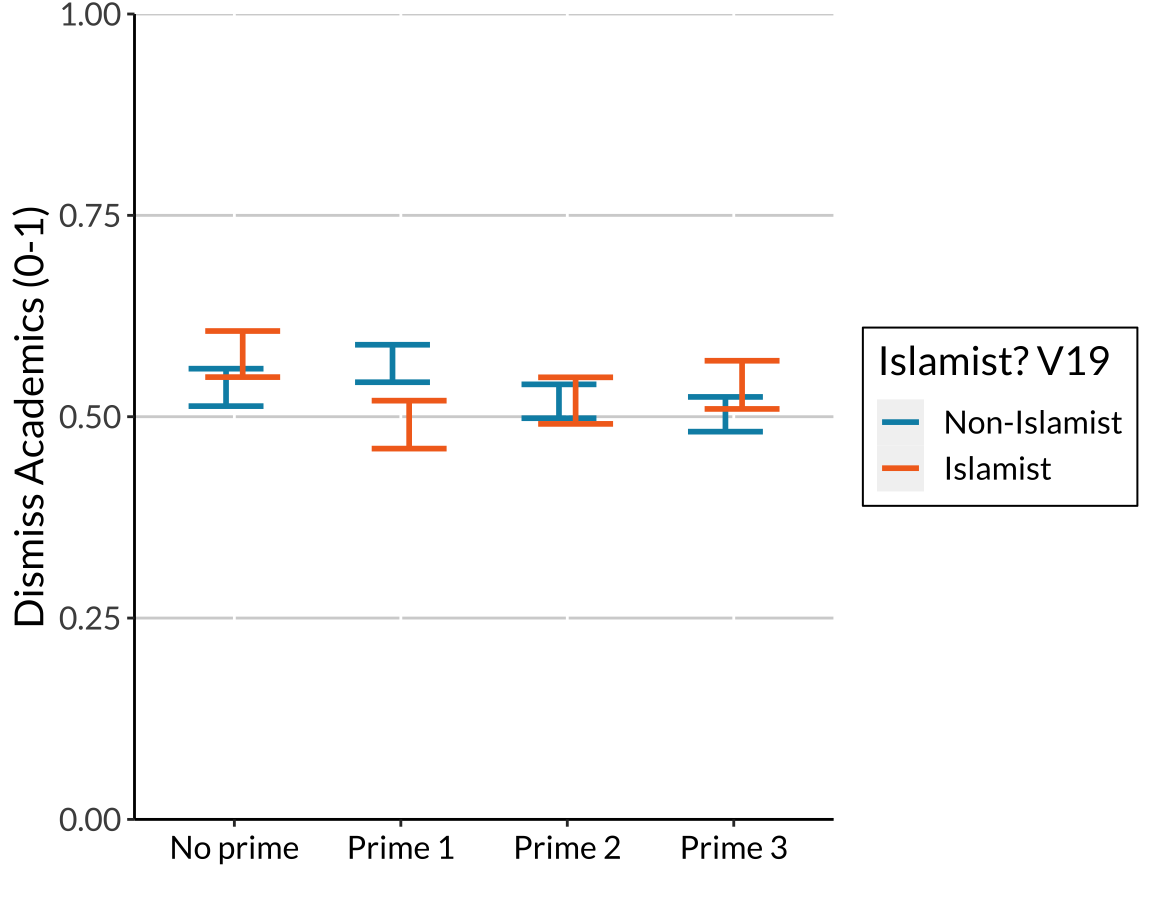 1.00
0.75
0.50
0.25
0.00
Dismiss Academics (0-1)
No prime
Prime 1
Prime 2
Prime 3
Islamist? V19
Non-Islamist
Islamist